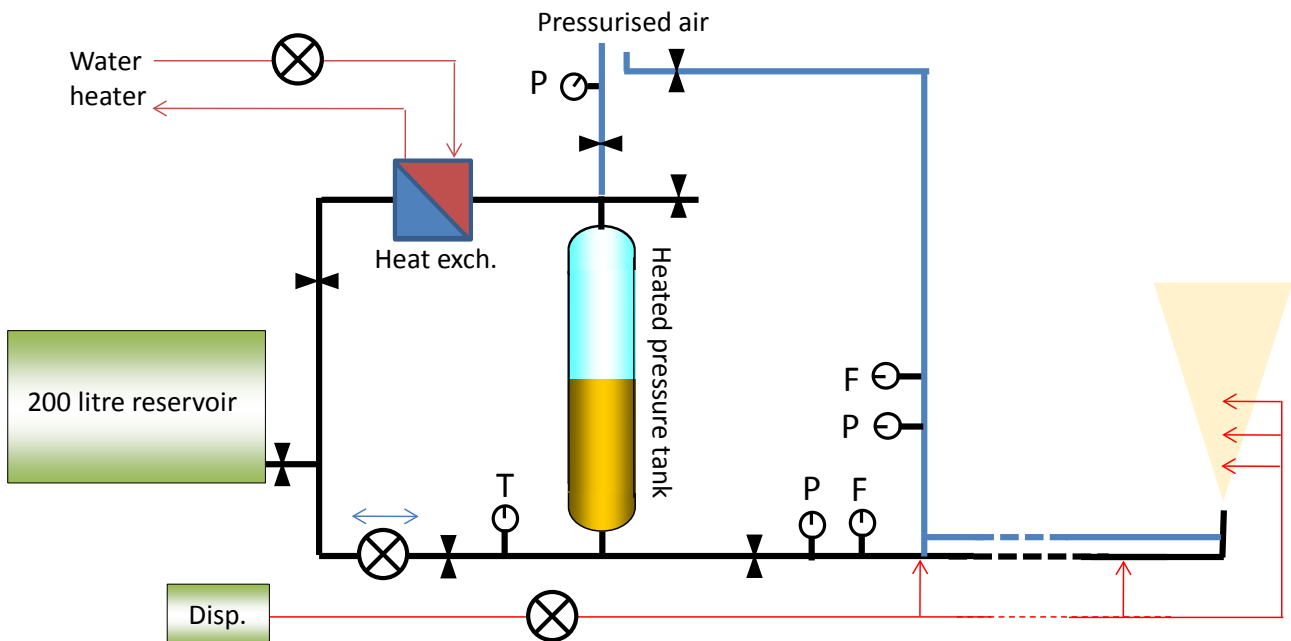 Pressurised air
Water
heater
P
Heat exch.
Heated pressure tank
200 litre reservoir
F
P
T
P
F
Disp.